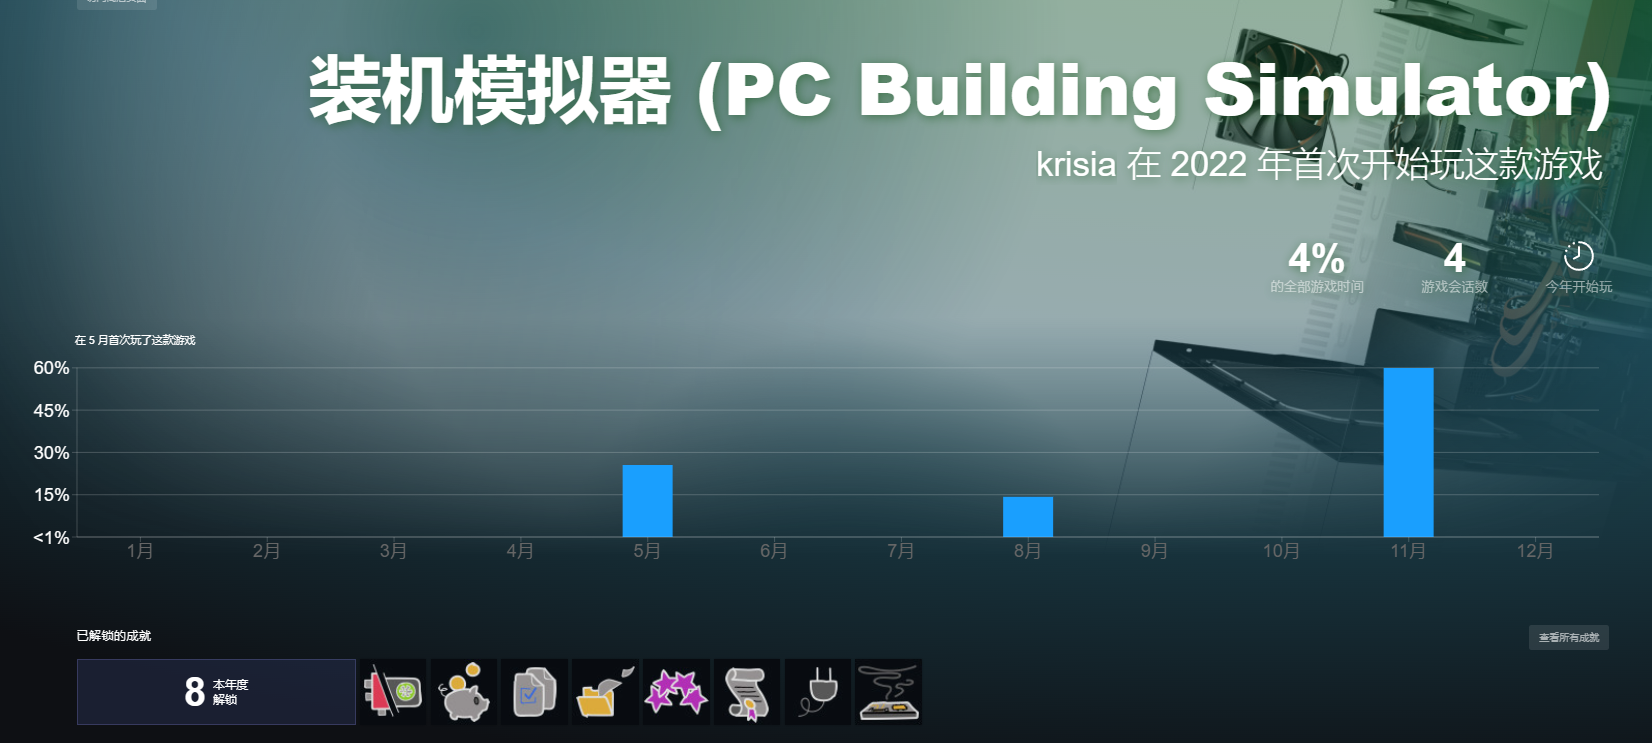 装机模拟器 (PC Building Simulator)
krisia 在 2022 年首次开始玩这款游戏
4%
的全部游戏时间
4
游戏会话数
今年开始玩
在 5 月首次玩了这款游戏
60%
45%
30%
15%
<1%
1月 2月 3月 4月 5月 6月 7月 8月 9月 10月 11月 12月
已解锁的成就
查看所有成就
8 本年度
解锁